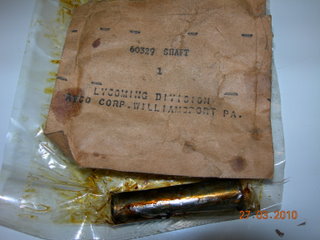 60329 SHAFT
1
LYCOMING DIVISION
AVCO CORP. WILLIAMSPORT PA.
27.03.2010